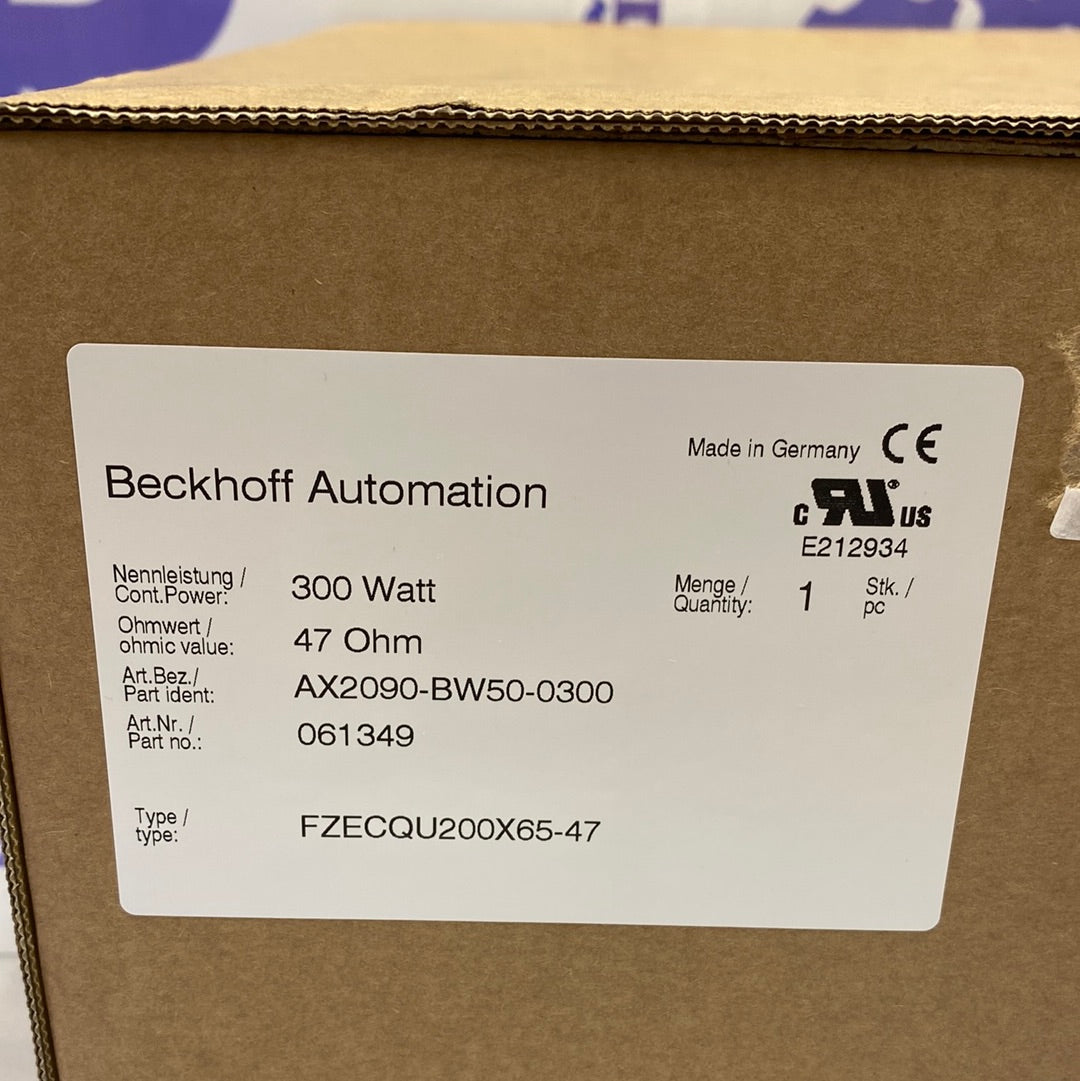 Made in Germany CE
Beckhoff Automation
c RU® US
E212934
Nennleistung /
Cont.Power: 300 Watt
Menge /
Quantity: 1 Stk. /
pc
Ohmwert /
ohmic value: 47 Ohm
Art.Bez./
Part ident: AX2090-BW50-0300
Art.Nr. /
Part no.: 061349
Type /
type: FZECQU200X65-47